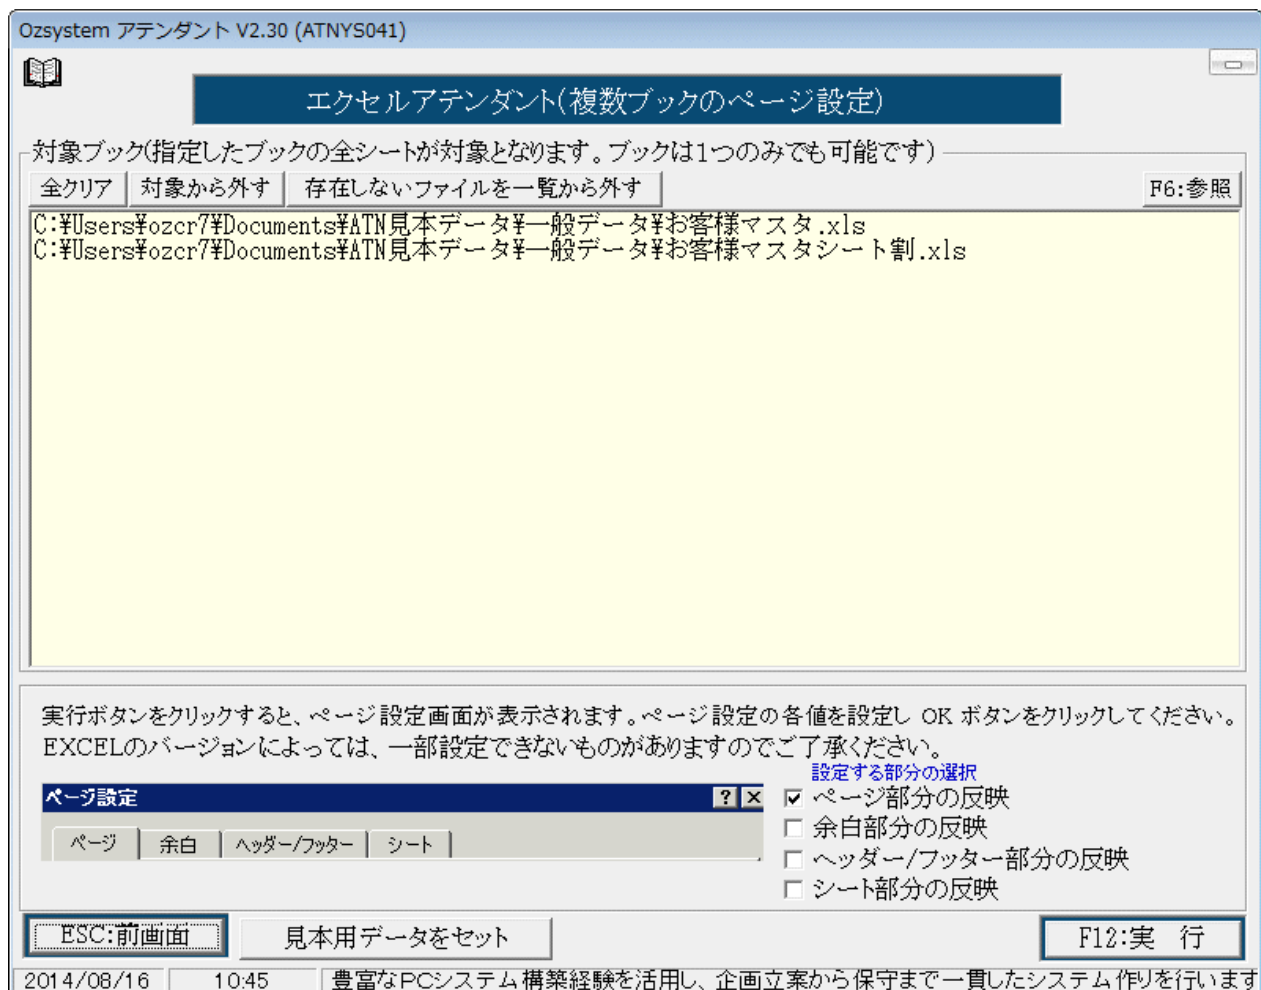 Ozsystem アテンダント V2.30 (ATNYS041)
エクセルアテンダント(複数ブックのページ設定)
対象ブック(指定したブックの全シートが対象となります。ブックは1つのみでも可能です)
全クリア 対象から外す 存在しないファイルを一覧から外す F6:参照
C:¥Users¥ozcr7¥Documents¥ATN見本データ¥一般データ¥お客様マスタ.xls
C:¥Users¥ozcr7¥Documents¥ATN見本データ¥一般データ¥お客様マスタシート割.xls
実行ボタンをクリックすると、ページ設定画面が表示されます。ページ設定の各値を設定し OK ボタンをクリックしてください。
EXCELのバージョンによっては、一部設定できないものがありますのでご了承ください。
設定する部分の選択
ページ設定
ページ部分の反映
ページ 余白 ヘッダー/フッター シート
余白部分の反映
ヘッダー/フッター部分の反映
シート部分の反映
ESC:前画面 見本用データをセット F12:実 行
2014/08/16 10:45 豊富なPCシステム構築経験を活用し、企画立案から保守まで一貫したシステム作りを行います